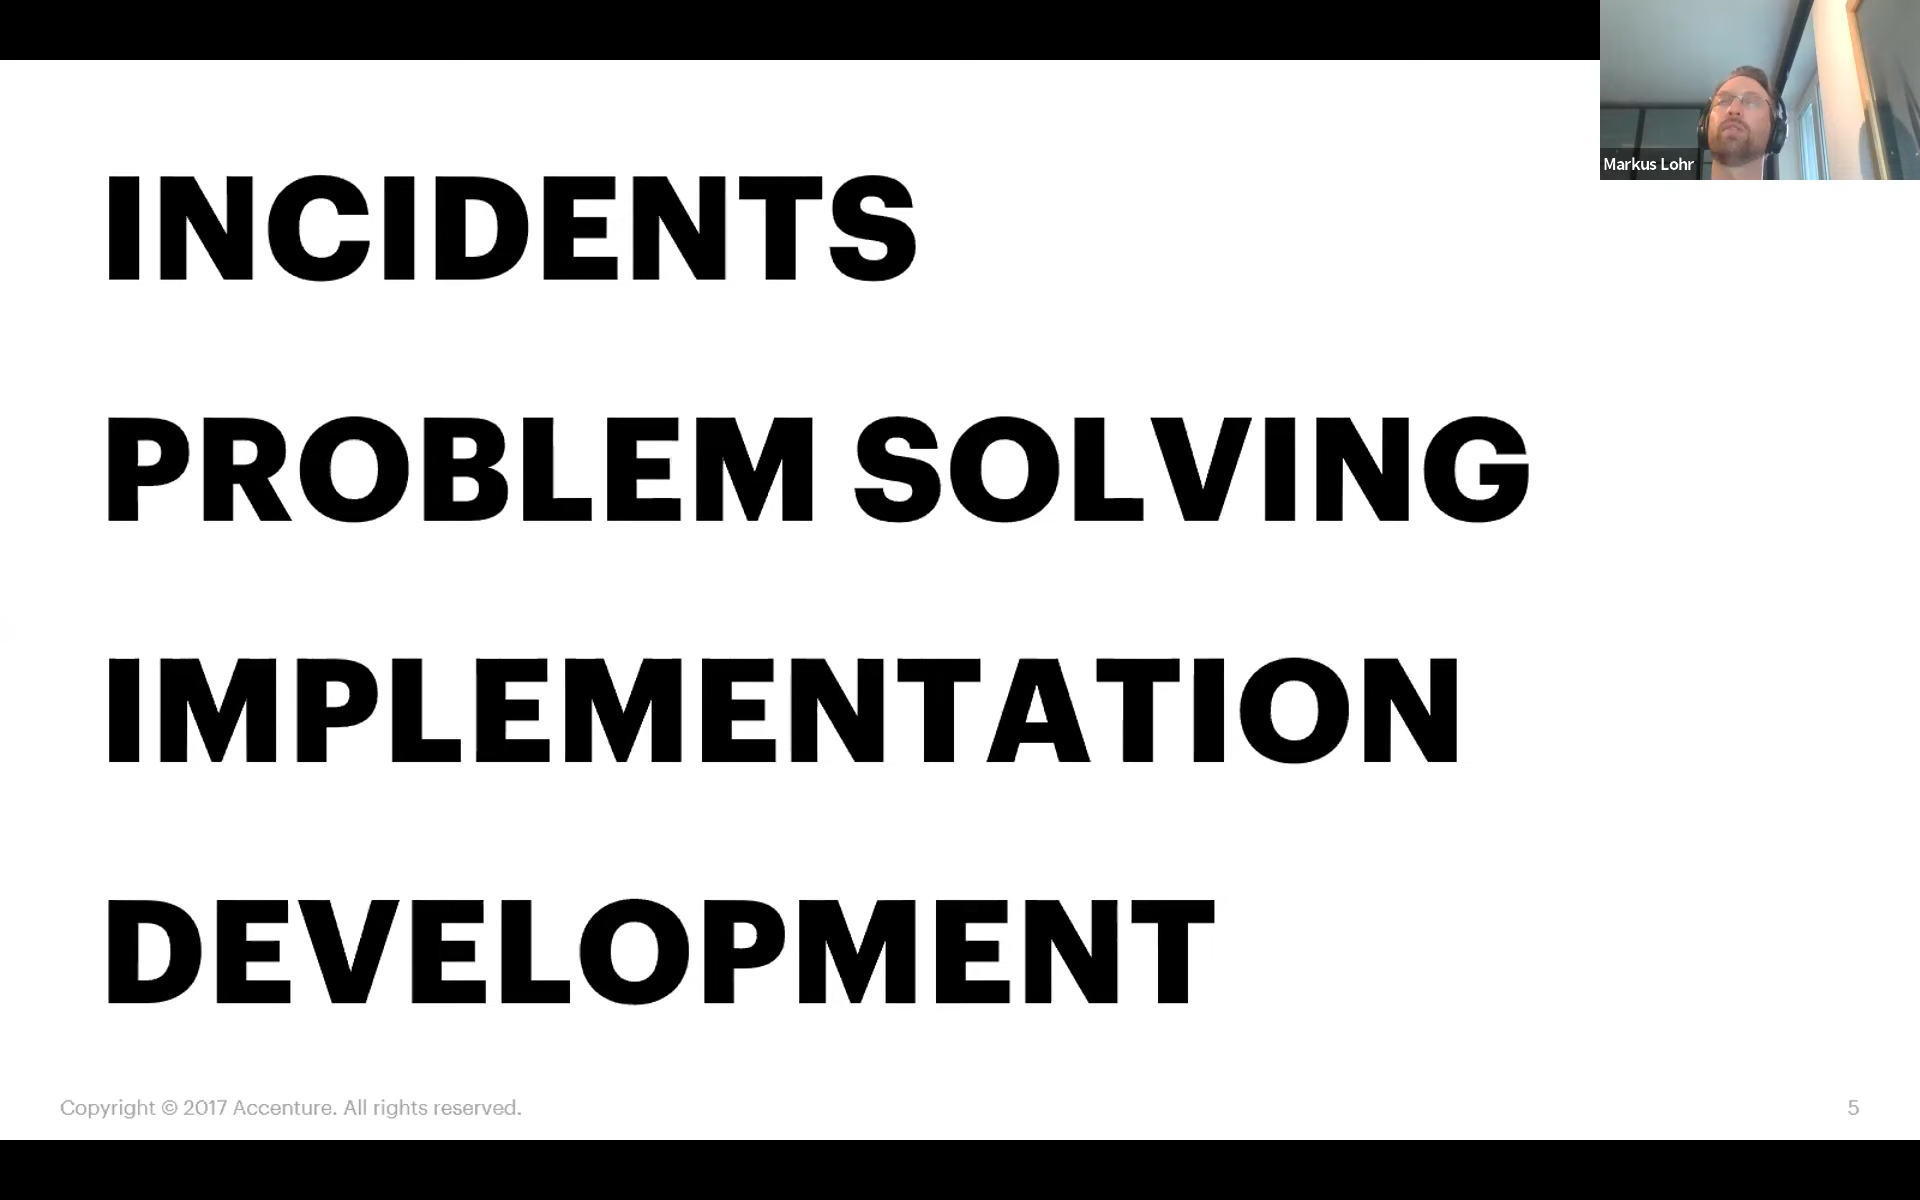 INCIDENTS
Markus Lohr
PROBLEM SOLVING
IMPLEMENTATION
DEVELOPMENT
Copyright © 2017 Accenture. All rights reserved.
5